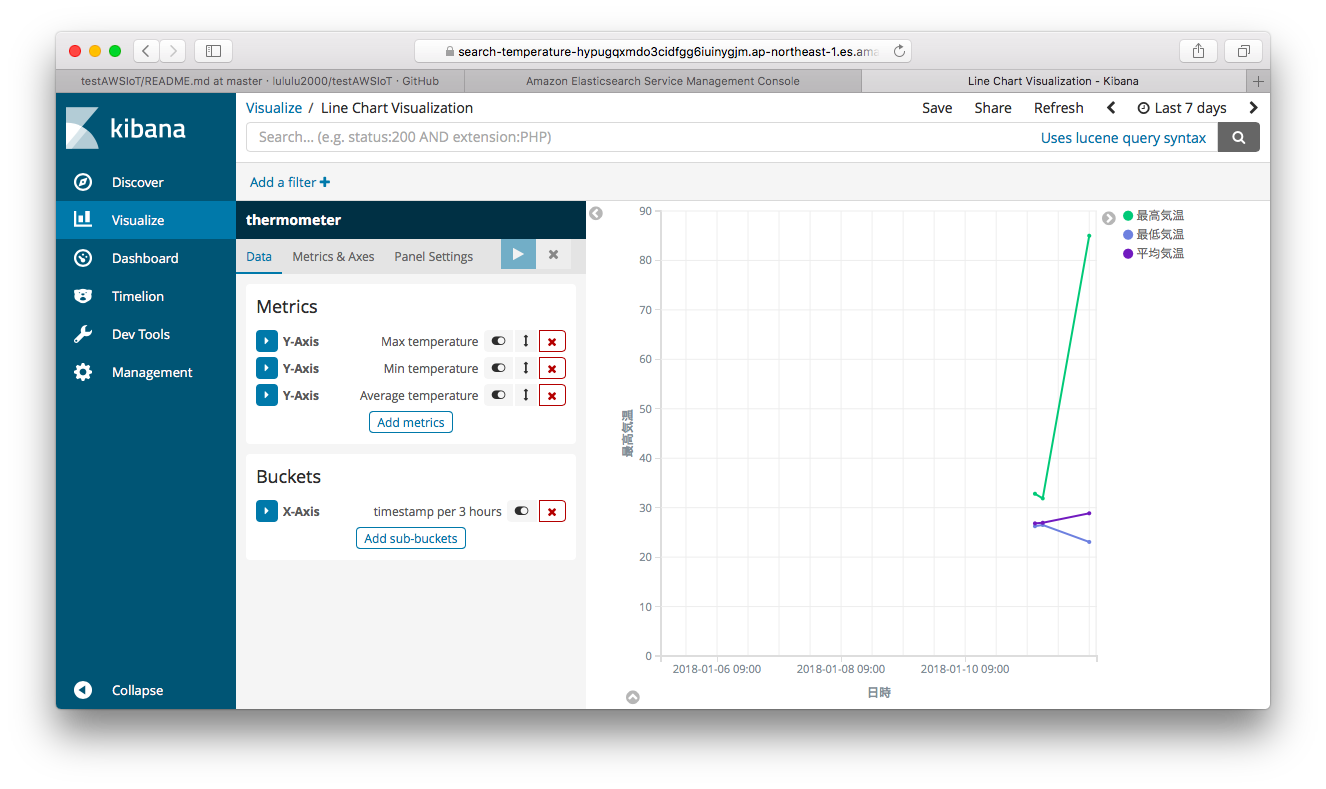 search-temperature-hypugqxmdo3cidfgg6iuinygjm.ap-northeast-1.es.ama
testAWSIoT/README.md at master · lululu2000/testAWSIoT · GitHub
Amazon Elasticsearch Service Management Console
Line Chart Visualization - Kibana
kibana
Discover
Visualize
Dashboard
Timelion
Dev Tools
Management
Collapse
Visualize / Line Chart Visualization
Save Share Refresh Last 7 days
Search... (e.g. status:200 AND extension:PHP)
Uses lucene query syntax
Add a filter +
thermometer
Data Metrics & Axes Panel Settings
Metrics
Y-Axis Max temperature
Y-Axis Min temperature
Y-Axis Average temperature
Add metrics
Buckets
X-Axis timestamp per 3 hours
Add sub-buckets
最高気温
90
80
70
60
50
40
30
20
10
0
2018-01-06 09:00 2018-01-08 09:00 2018-01-10 09:00
日時
最高気温
最低気温
平均気温